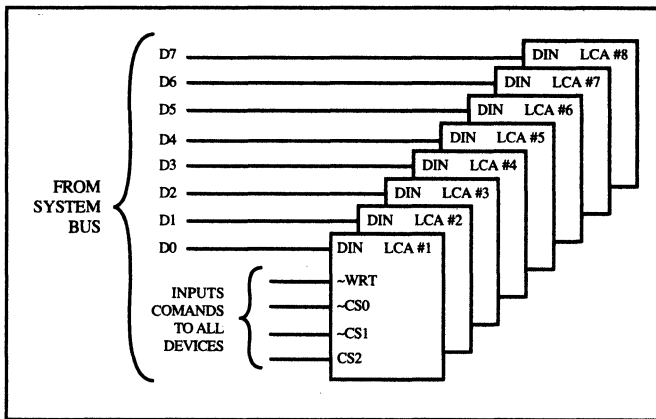 D7 DIN LCA #8
D6 DIN LCA #7
D5 DIN LCA #6
D4 DIN LCA #5
D3 DIN LCA #4
D2 DIN LCA #3
D1 DIN LCA #2
D0 DIN LCA #1
FROM
SYSTEM
BUS
INPUTS
COMANDS
TO ALL
DEVICES
~WRT
~CS0
~CS1
CS2